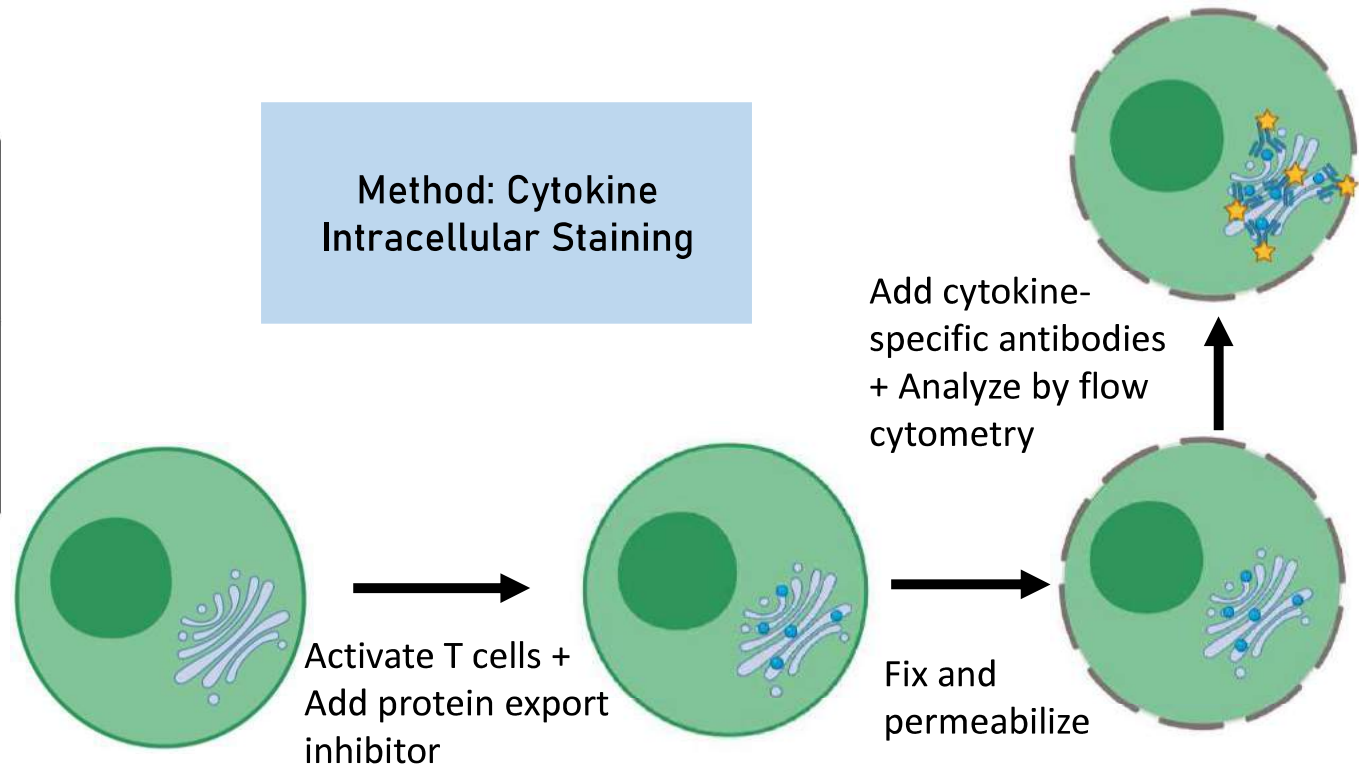 Method: Cytokine
Intracellular Staining
Add cytokine-
specific antibodies
+ Analyze by flow
cytometry
Activate T cells +
Add protein export
inhibitor
Fix and
permeabilize